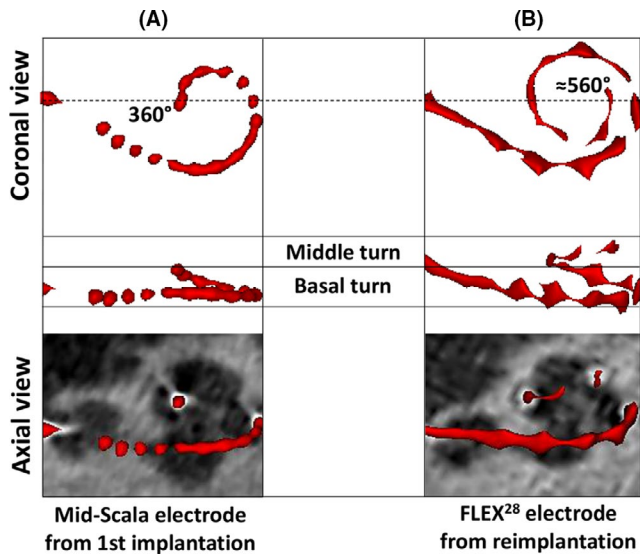 (A)
(B)
Coronal view
360°
≈560°
Middle turn
Basal turn
Axial view
Mid-Scala electrode
from 1st implantation
FLEX²⁸ electrode
from reimplantation